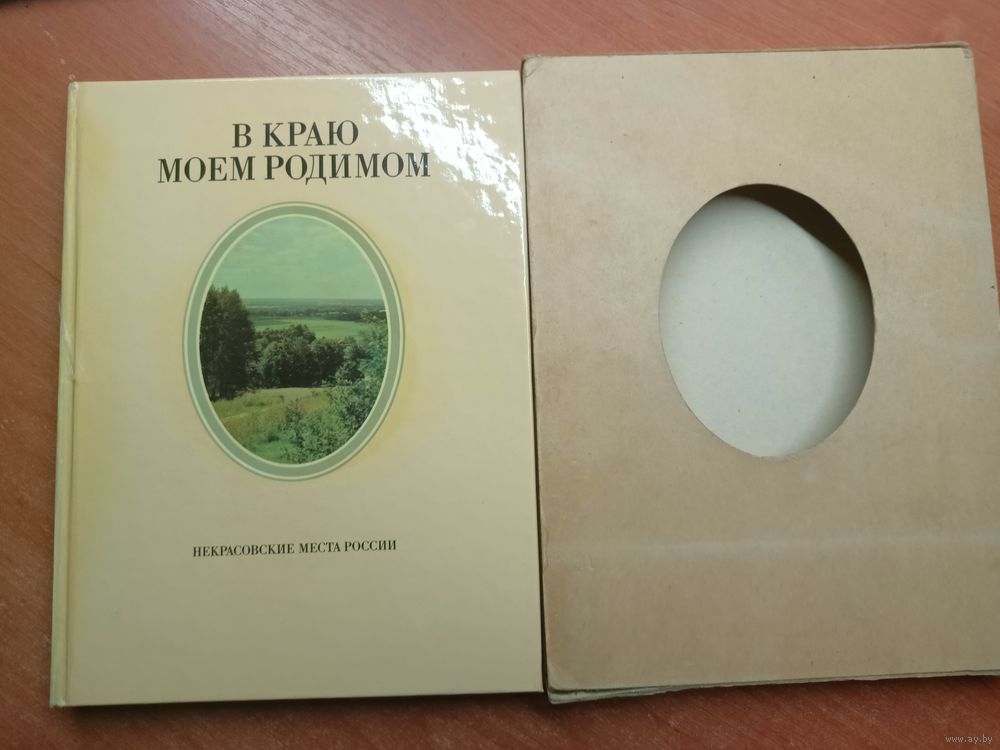 В КРАЮ
МОЕМ РОДИМОМ
НЕКРАСОВСКИЕ МЕСТА РОССИИ
www.ay.by